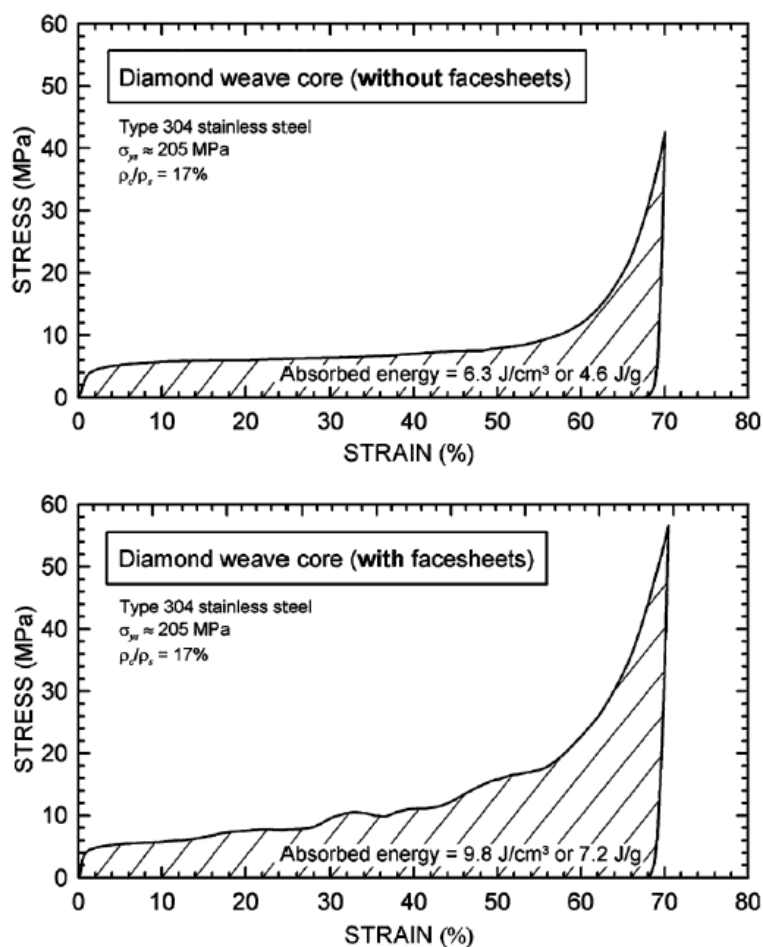 60
50
40
30
20
10
0
STRESS (MPa)
Diamond weave core (without facesheets)
Type 304 stainless steel
σys ≈ 205 MPa
ρc/ρs = 17%
Absorbed energy = 6.3 J/cm³ or 4.6 J/g
0 10 20 30 40 50 60 70 80
STRAIN (%)
60
50
40
30
20
10
0
STRESS (MPa)
Diamond weave core (with facesheets)
Type 304 stainless steel
σys ≈ 205 MPa
ρc/ρs = 17%
Absorbed energy = 9.8 J/cm³ or 7.2 J/g
0 10 20 30 40 50 60 70 80
STRAIN (%)